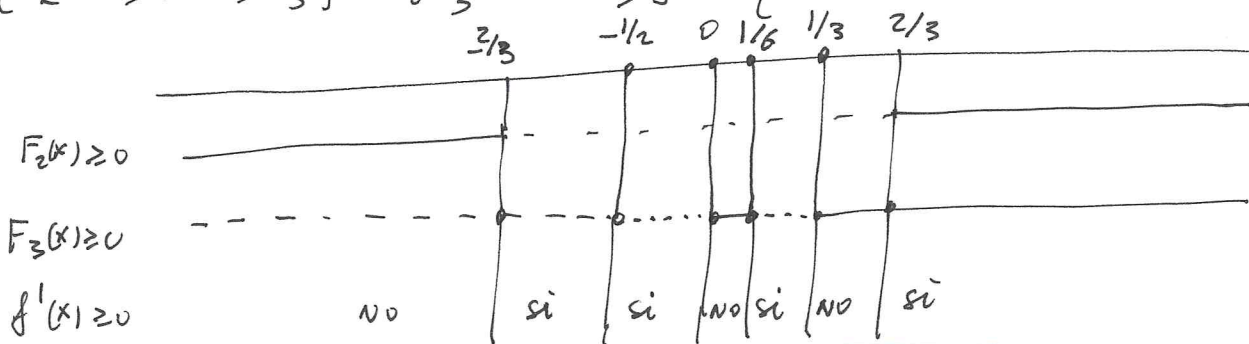 -2/3 -1/2 0 1/6 1/3 2/3
F₂(x) ≥ 0
F₃(x) ≥ 0
f'(x) ≥ 0 NO Si Si NO Si NO Si